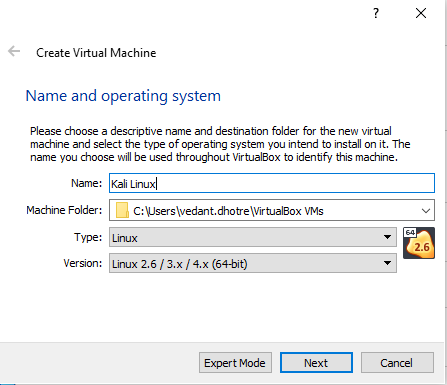 ?
Create Virtual Machine
Name and operating system
Please choose a descriptive name and destination folder for the new virtual
machine and select the type of operating system you intend to install on it. The
name you choose will be used throughout VirtualBox to identify this machine.
Name: Kali Linux
Machine Folder: C:\Users\vedant.dhotre\VirtualBox VMs
Type: Linux
64
2.6
Version: Linux 2.6 / 3.x / 4.x (64-bit)
Expert Mode Next Cancel